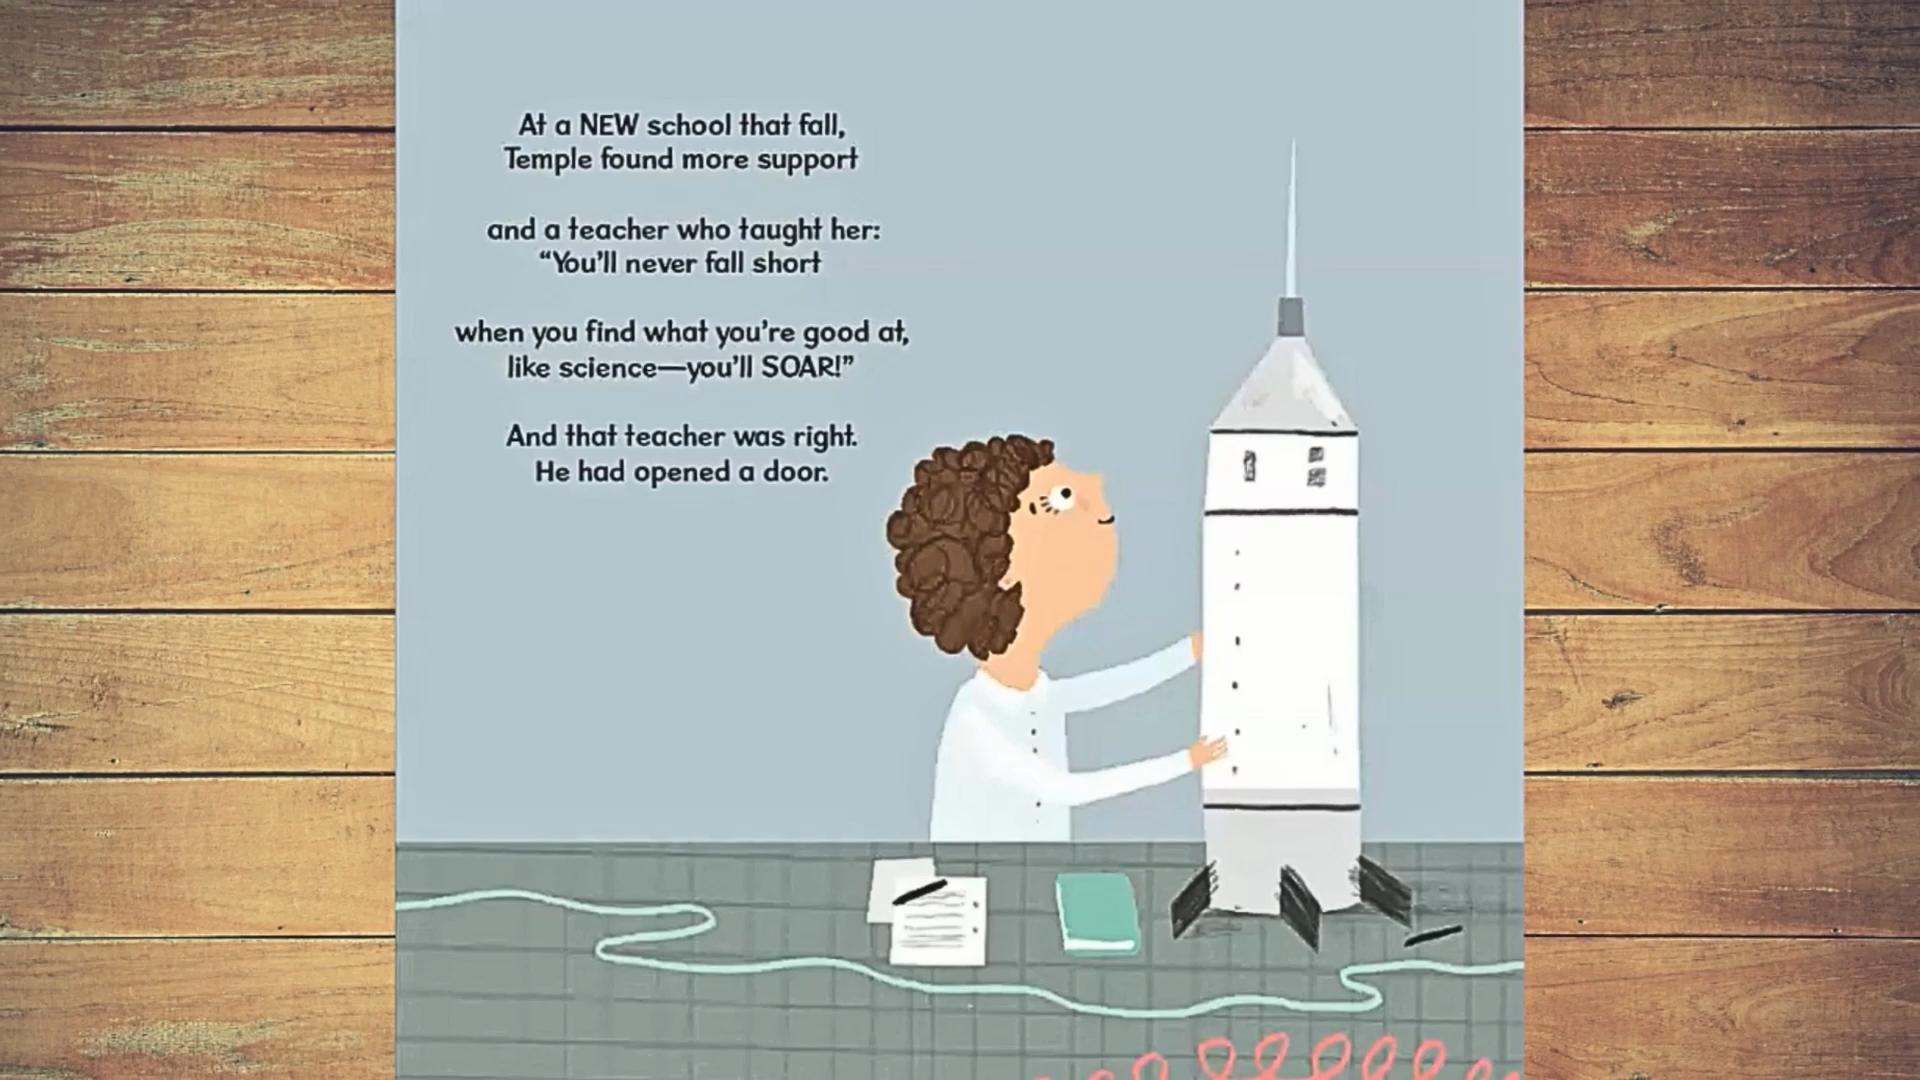 At a NEW school that fall,
Temple found more support
and a teacher who taught her:
“You’ll never fall short
when you find what you’re good at,
like science—you’ll SOAR!”
And that teacher was right.
He had opened a door.